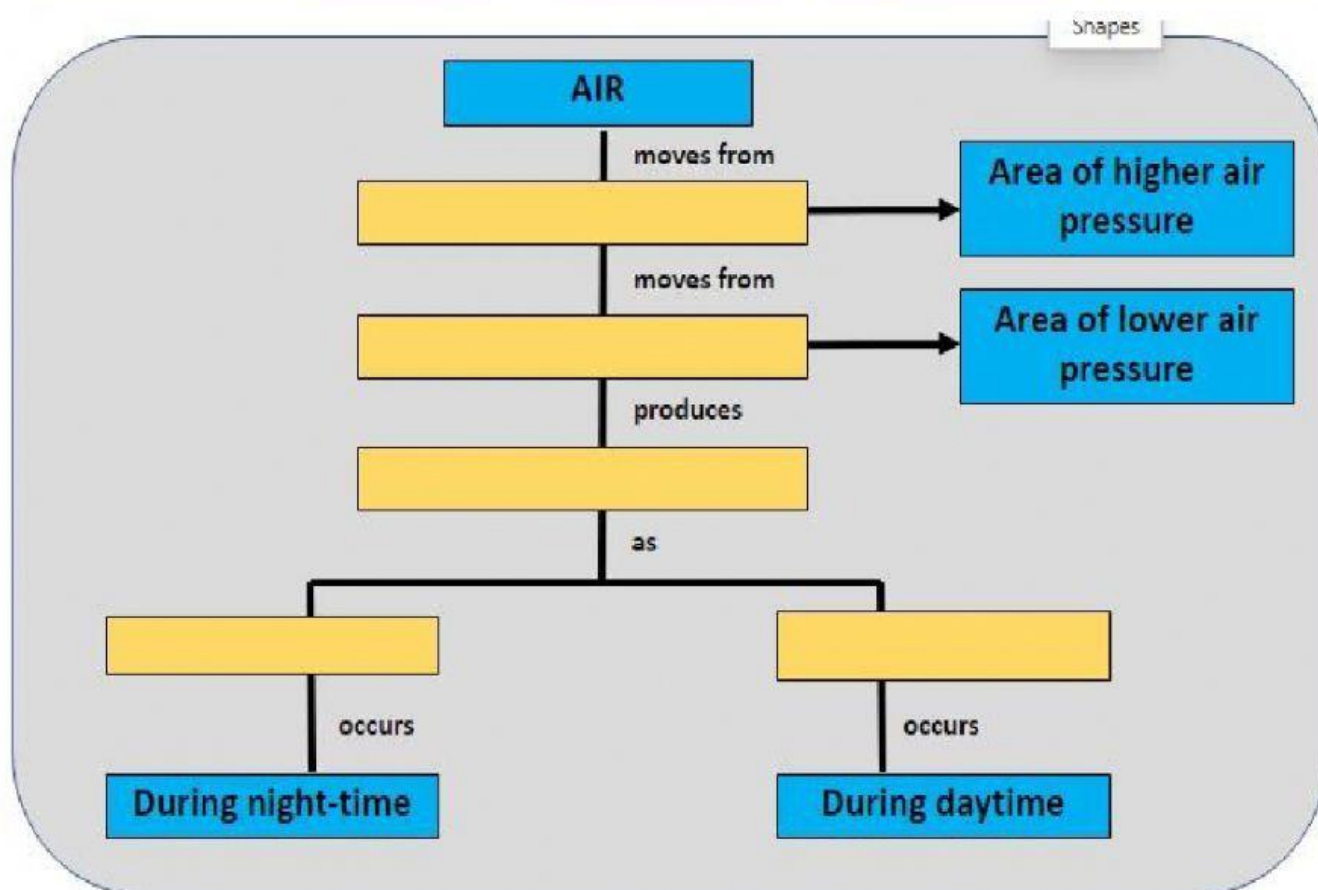 Shapes
AIR
moves from
Area of higher air
pressure
moves from
Area of lower air
pressure
produces
as
occurs
occurs
During night-time
During daytime